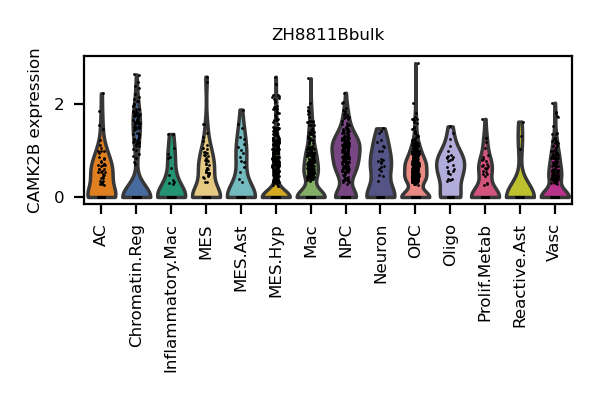 ZH8811Bbulk
CAMK2B expression
2
0
AC
Chromatin.Reg
Inflammatory.Mac
MES
MES.Ast
MES.Hyp
Mac
NPC
Neuron
OPC
Oligo
Prolif.Metab
Reactive.Ast
Vasc